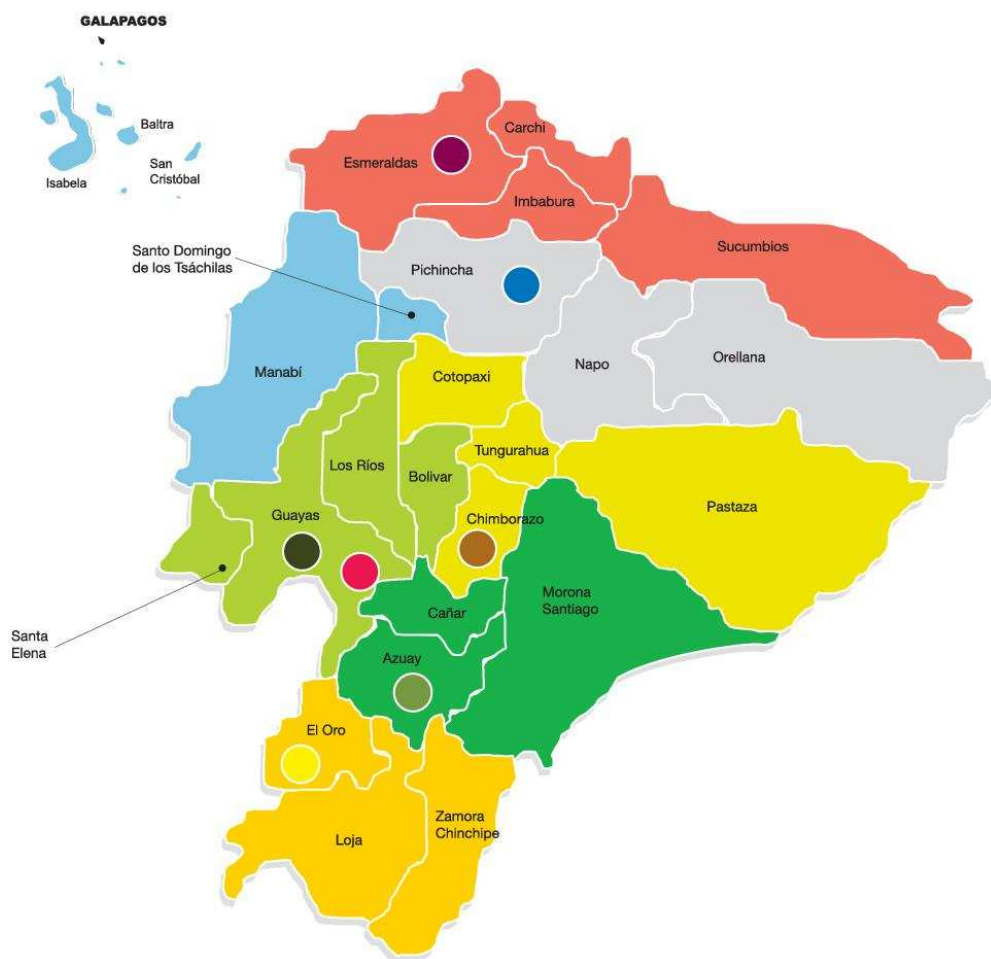 GALAPAGOS
Baltra
San
Cristóbal
Isabela
Carchi
Esmeraldas
Imbabura
Sucumbios
Santo Domingo
de los Tsáchilas
Pichincha
Manabí
Cotopaxi
Napo
Orellana
Tungurahua
Los Ríos
Bolivar
Pastaza
Guayas
Chimborazo
Morona
Santiago
Cañar
Santa
Elena
Azuay
El Oro
Zamora
Chinchipe
Loja